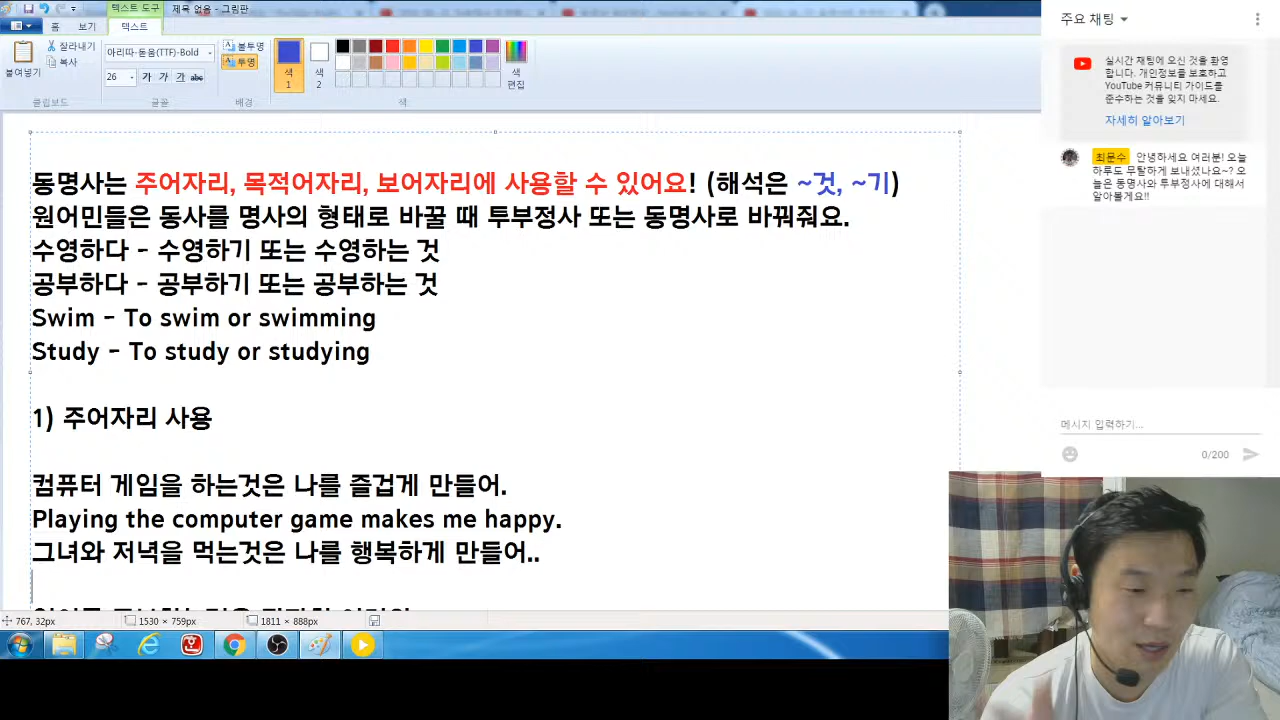 텍스트 도구
제목 없음 - 그림판
홈
보기
텍스트
붙여넣기
잘라내기
복사
클립보드
아리따-돋움(TTF)-Bold
26
가 가 가 abc
글꼴
불투명
투명
배경
색
1
색
2
색
편집
색
동명사는 주어자리, 목적어자리, 보어자리에 사용할 수 있어요! (해석은 ~것, ~기)
원어민들은 동사를 명사의 형태로 바꿀 때 투부정사 또는 동명사로 바꿔줘요.
수영하다 - 수영하기 또는 수영하는 것
공부하다 - 공부하기 또는 공부하는 것
Swim - To swim or swimming
Study - To study or studying
1) 주어자리 사용
컴퓨터 게임을 하는것은 나를 즐겁게 만들어.
Playing the computer game makes me happy.
그녀와 저녁을 먹는것은 나를 행복하게 만들어..
767, 32px
1530 × 759px
1811 × 888px
주요 채팅
실시간 채팅에 오신 것을 환영
합니다. 개인정보를 보호하고
YouTube 커뮤니티 가이드를
준수하는 것을 잊지 마세요.
자세히 알아보기
최문수 안녕하세요 여러분! 오늘
하루도 무탈하게 보내셨나요~? 오
늘은 동명사와 투부정사에 대해서
알아볼게요!!
메시지 입력하기...
0/200